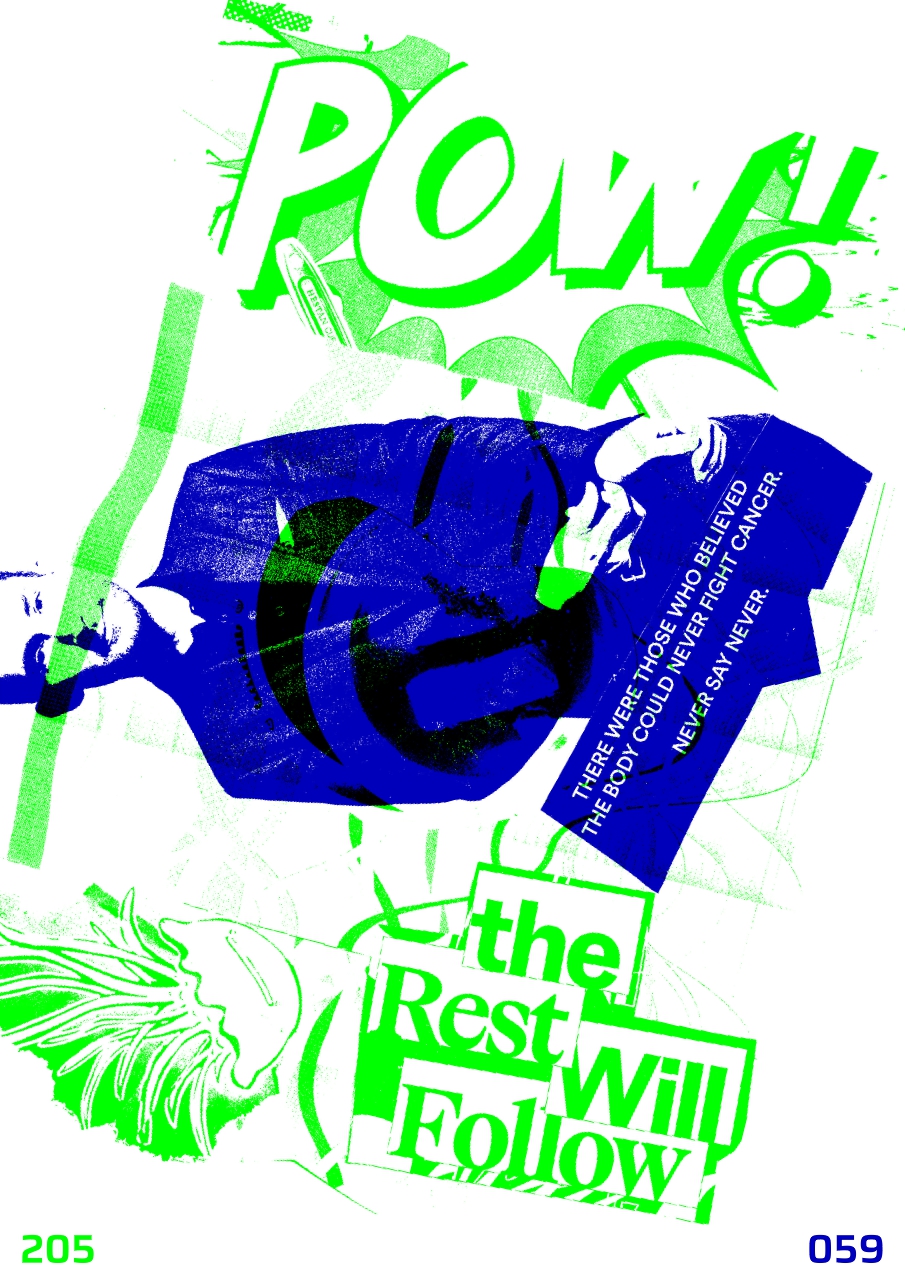 POW!
THERE WERE THOSE WHO BELIEVED
THE BODY COULD NEVER FIGHT CANCER.
NEVER SAY NEVER.
the
Rest
Will
Follow
205
059